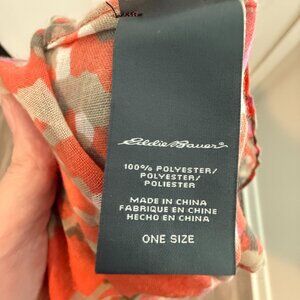 Eddie Bauer®
100% POLYESTER/
POLYESTER/
POLIESTER
MADE IN CHINA
FABRIQUE EN CHINE
HECHO EN CHINA
ONE SIZE